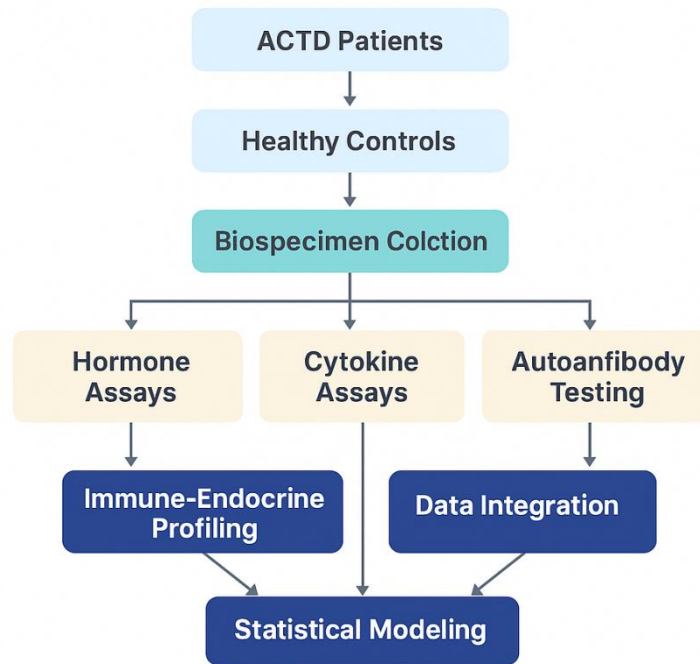 ACTD Patients
Healthy Controls
Biospecimen Colction
Hormone
Assays
Cytokine
Assays
Autoanfibody
Testing
Immune-Endocrine
Profiling
Data Integration
Statistical Modeling